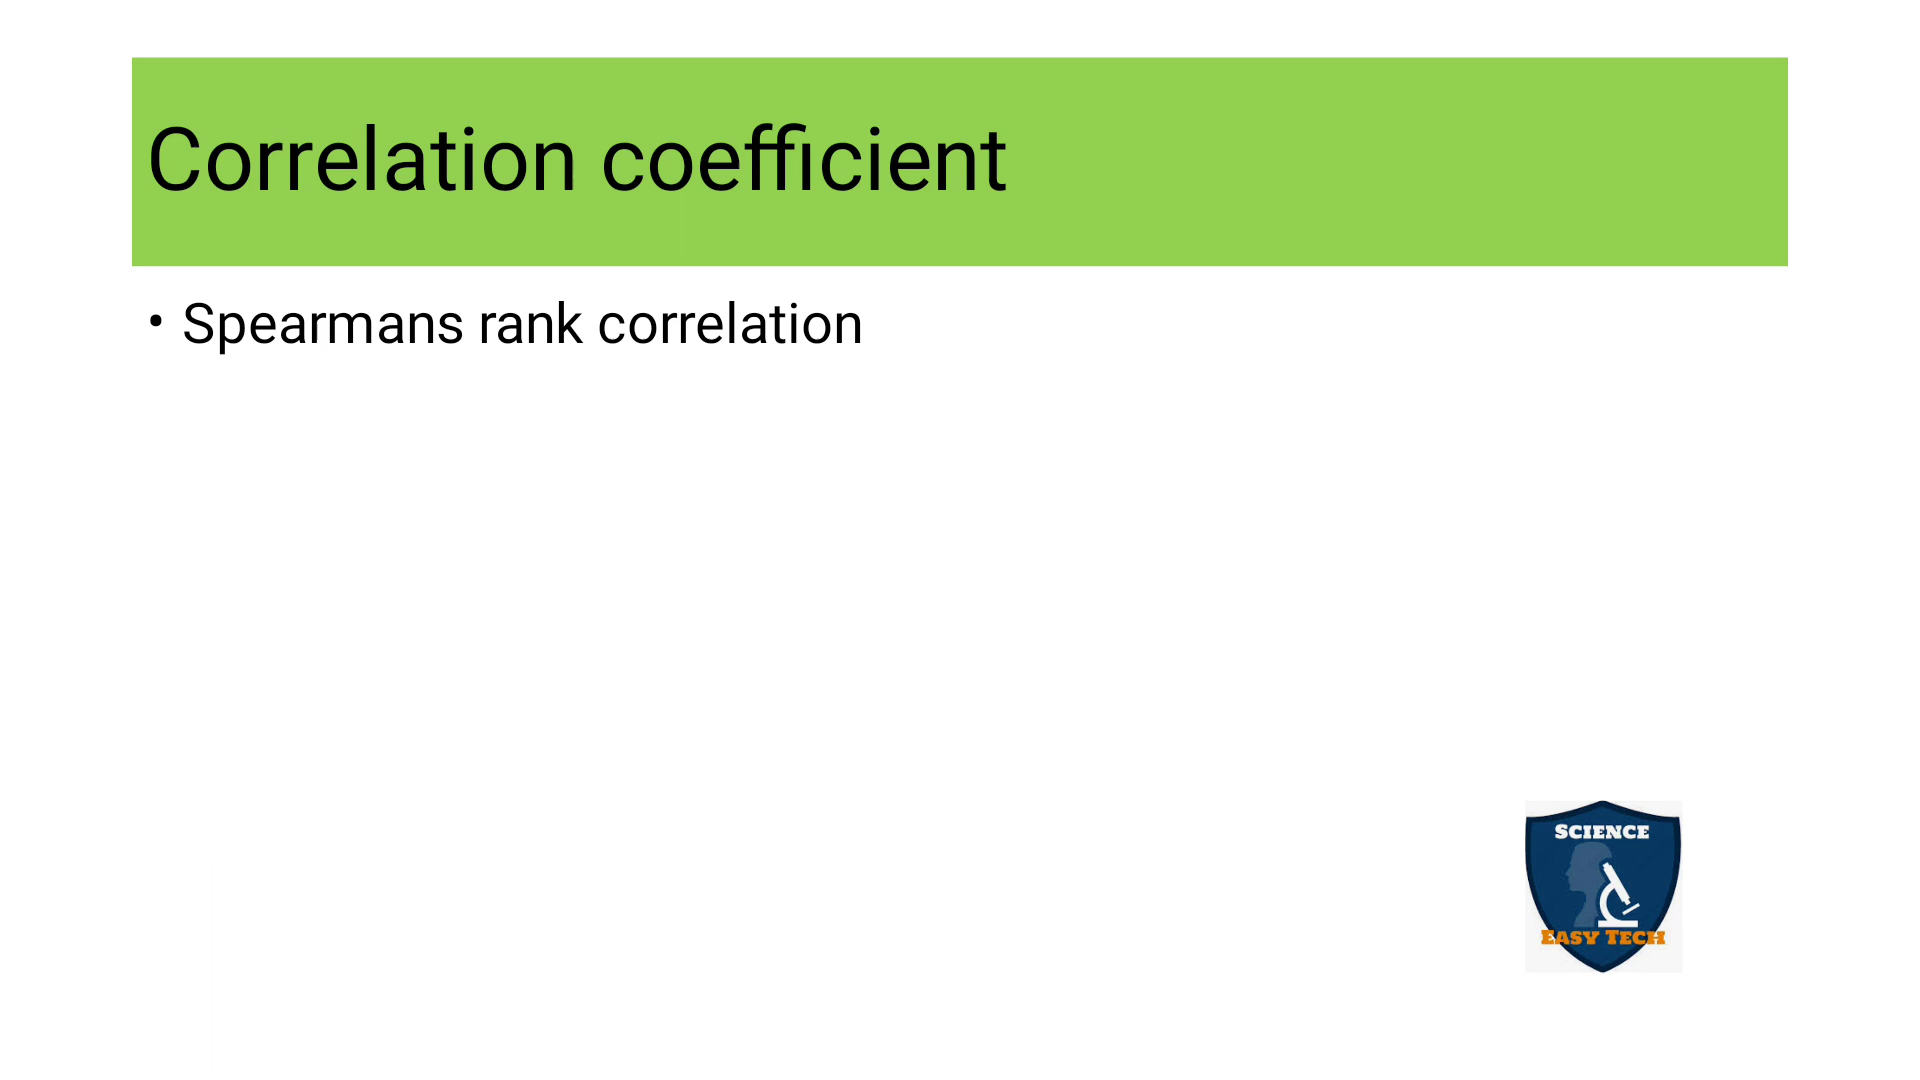 Correlation coefficient
• Spearmans rank correlation
SCIENCE
EASY TECH